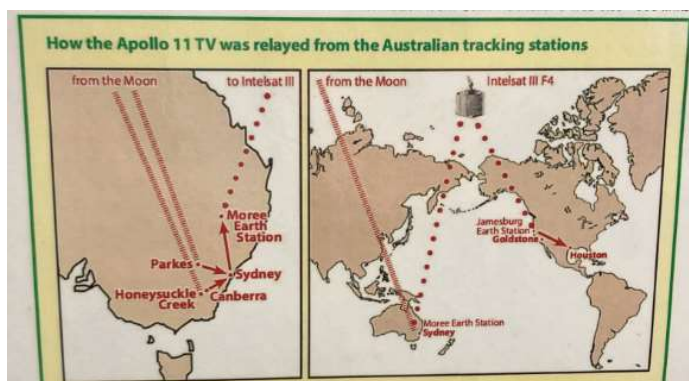 How the Apollo 11 TV was relayed from the Australian tracking stations
from the Moon
to Intelsat III
Moree
Earth
Station
Parkes
Sydney
Honeysuckle
Creek
Canberra
from the Moon
Intelsat III F4
Jamesburg
Earth Station
Goldstone
Houston
Moree Earth Station
Sydney